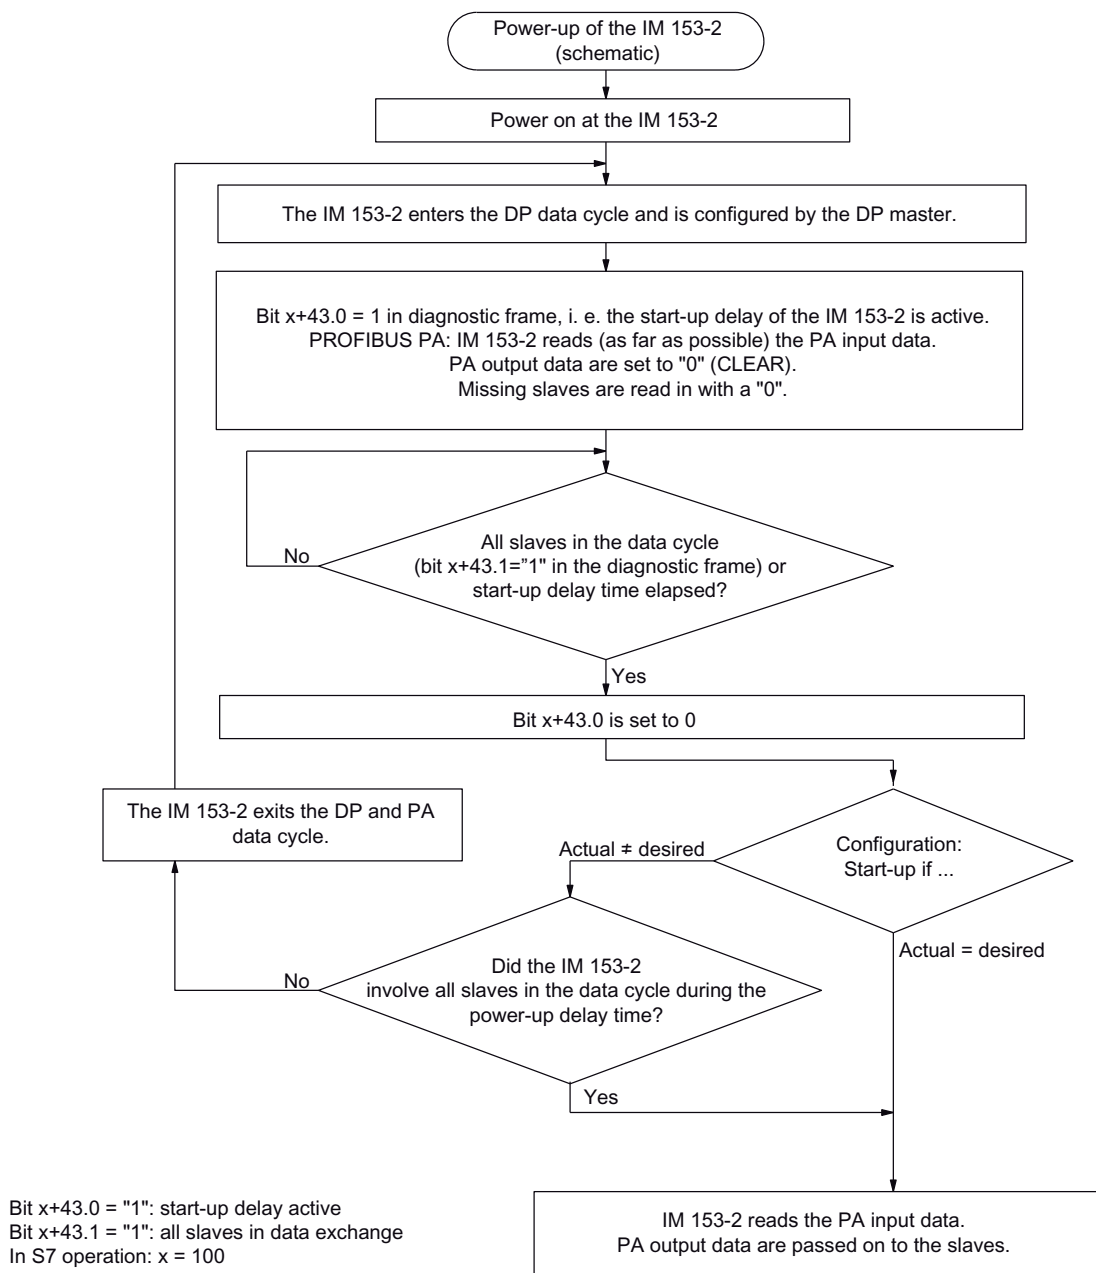 Power-up of the IM 153-2
(schematic)
Power on at the IM 153-2
The IM 153-2 enters the DP data cycle and is configured by the DP master.
Bit x+43.0 = 1 in diagnostic frame, i. e. the start-up delay of the IM 153-2 is active.
PROFIBUS PA: IM 153-2 reads (as far as possible) the PA input data.
PA output data are set to "0" (CLEAR).
Missing slaves are read in with a "0".
All slaves in the data cycle
(bit x+43.1=”1" in the diagnostic frame) or
start-up delay time elapsed?
No
Yes
Bit x+43.0 is set to 0
The IM 153-2 exits the DP and PA
data cycle.
Configuration:
Start-up if ...
Actual ≠ desired
Actual = desired
Did the IM 153-2
involve all slaves in the data cycle during the
power-up delay time?
No
Yes
IM 153-2 reads the PA input data.
PA output data are passed on to the slaves.
Bit x+43.0 = "1": start-up delay active
Bit x+43.1 = "1": all slaves in data exchange
In S7 operation: x = 100